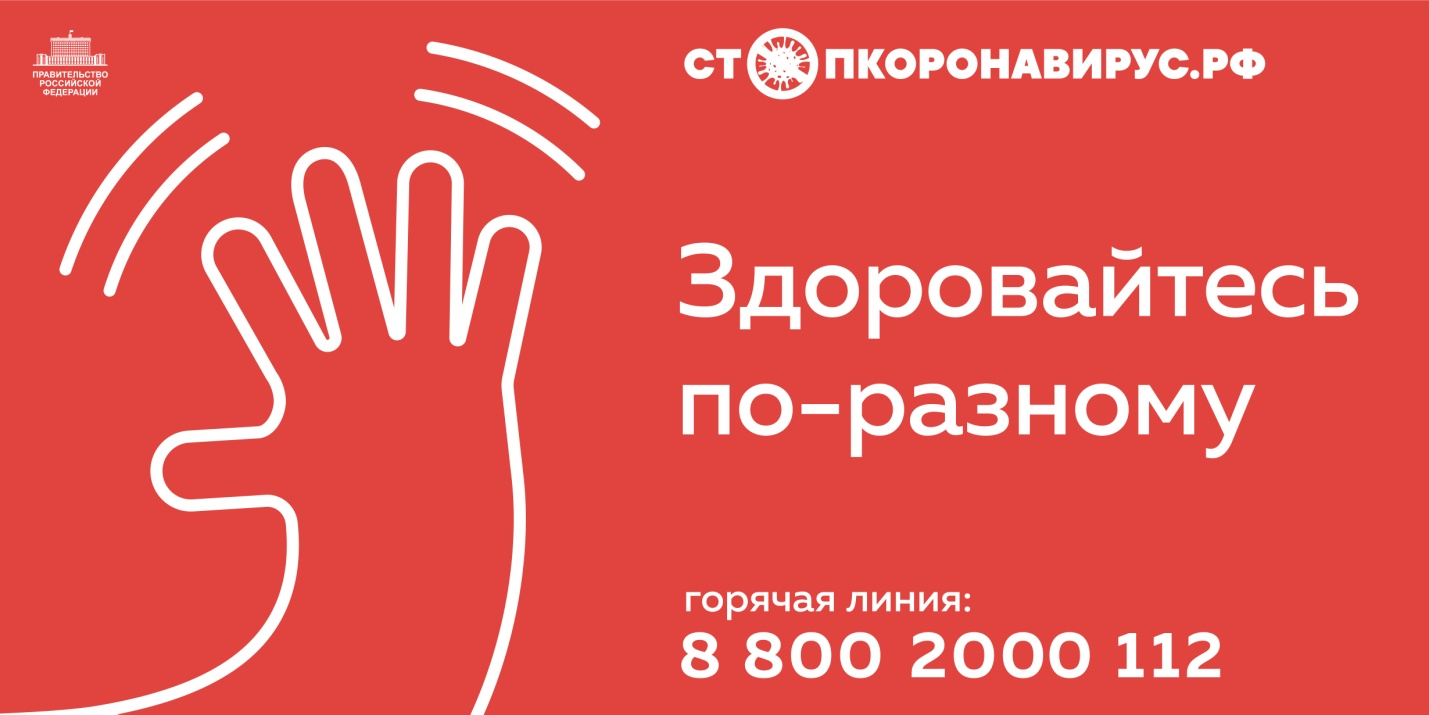 ПРАВИТЕЛЬСТВО
РОССИЙСКОЙ
ФЕДЕРАЦИИ
СТОПКОРОНАВИРУС.РФ
Здоровайтесь
по-разному
горячая линия:
8 800 2000 112